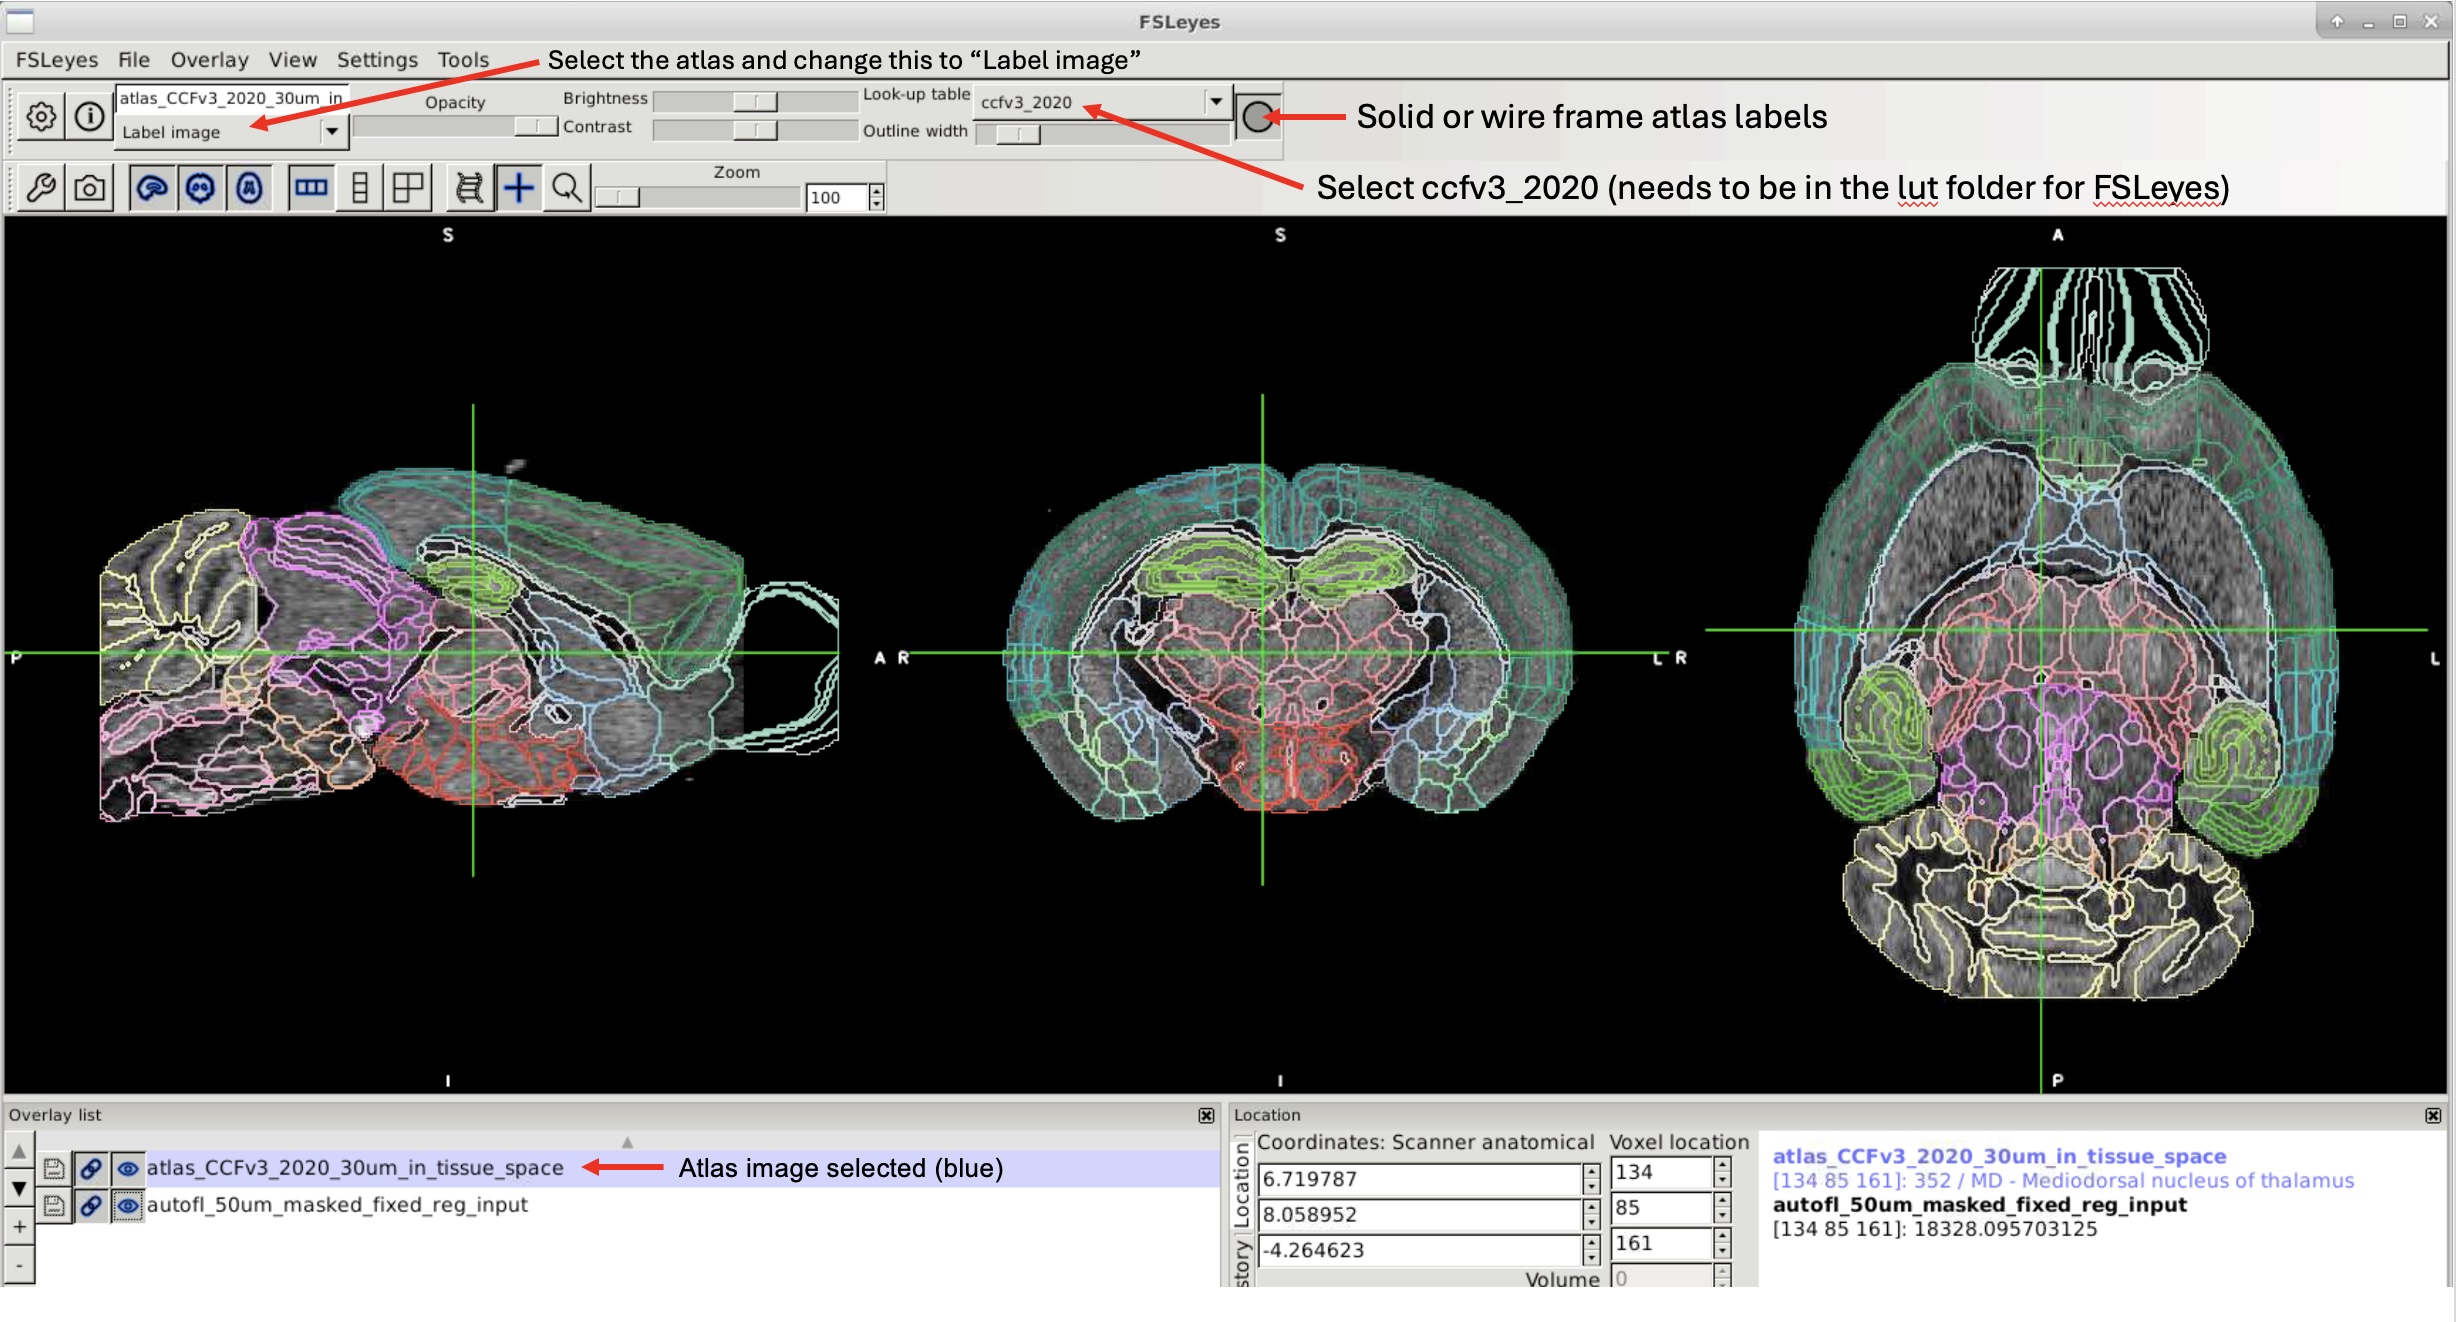 FSLeyes
FSLeyes File Overlay View Settings Tools
Select the atlas and change this to “Label image”
atlas_CCFv3_2020_30um_in
Label image
Opacity
Brightness
Contrast
Look-up table
ccfv3_2020
Outline width
Solid or wire frame atlas labels
Select ccfv3_2020 (needs to be in the lut folder for FSLeyes)
Zoom
100
S
P
A
I
S
R
L
I
A
R
L
P
Overlay list
atlas_CCFv3_2020_30um_in_tissue_space
Atlas image selected (blue)
autofl_50um_masked_fixed_reg_input
Location
Location
story
Coordinates: Scanner anatomical
Voxel location
6.719787
134
8.058952
85
-4.264623
161
Volume
0
atlas_CCFv3_2020_30um_in_tissue_space
[134 85 161]: 352 / MD - Mediodorsal nucleus of thalamus
autofl_50um_masked_fixed_reg_input
[134 85 161]: 18328.095703125